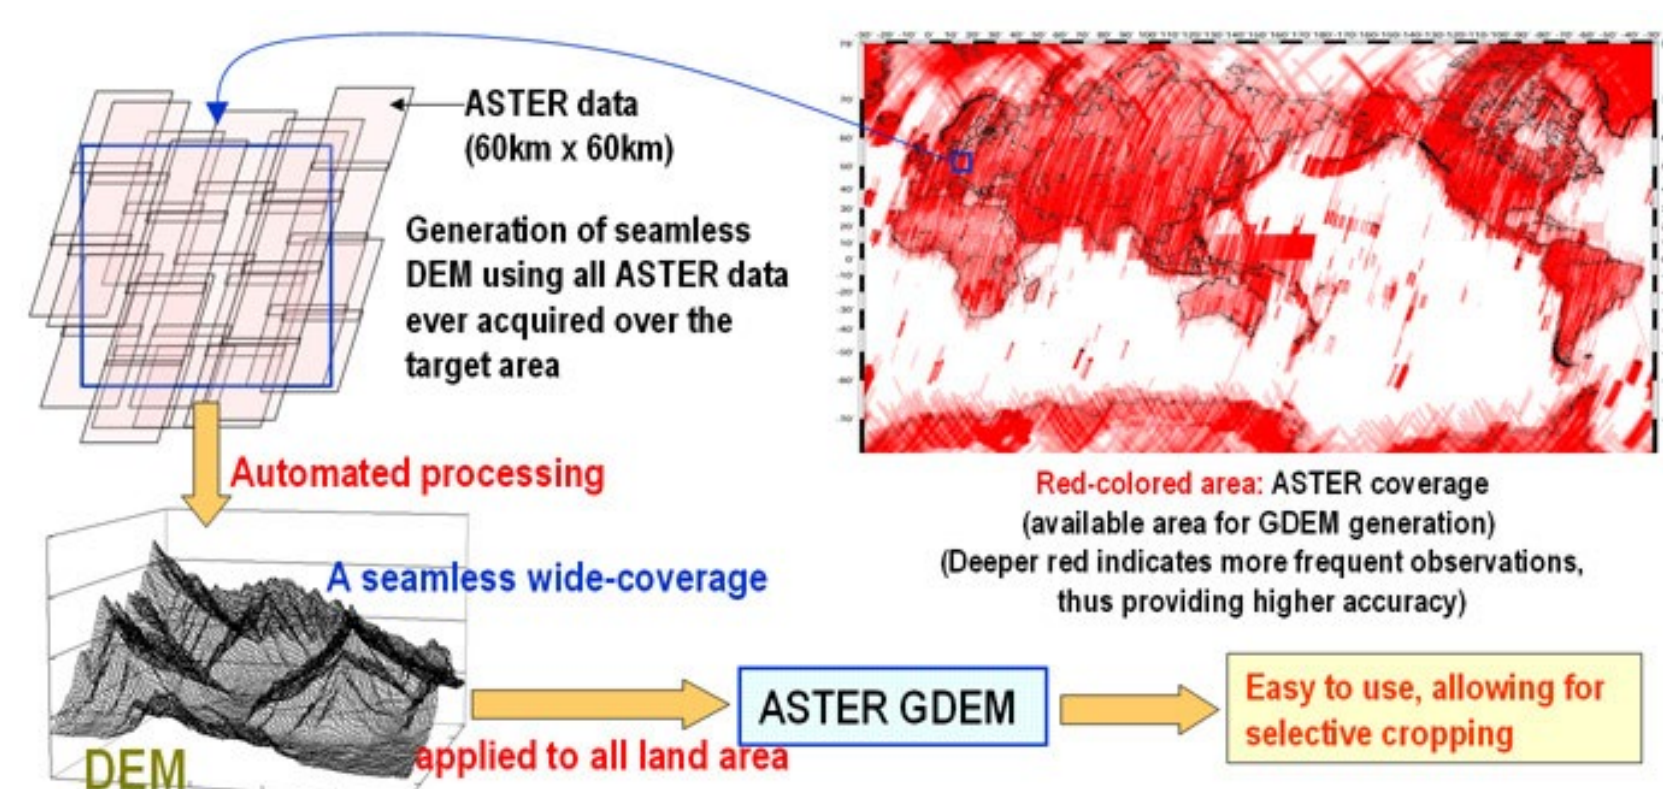 ASTER data
(60km x 60km)
Generation of seamless
DEM using all ASTER data
ever acquired over the
target area
Automated processing
Red-colored area: ASTER coverage
(available area for GDEM generation)
(Deeper red indicates more frequent observations,
thus providing higher accuracy)
A seamless wide-coverage
DEM
applied to all land area
ASTER GDEM
Easy to use, allowing for
selective cropping